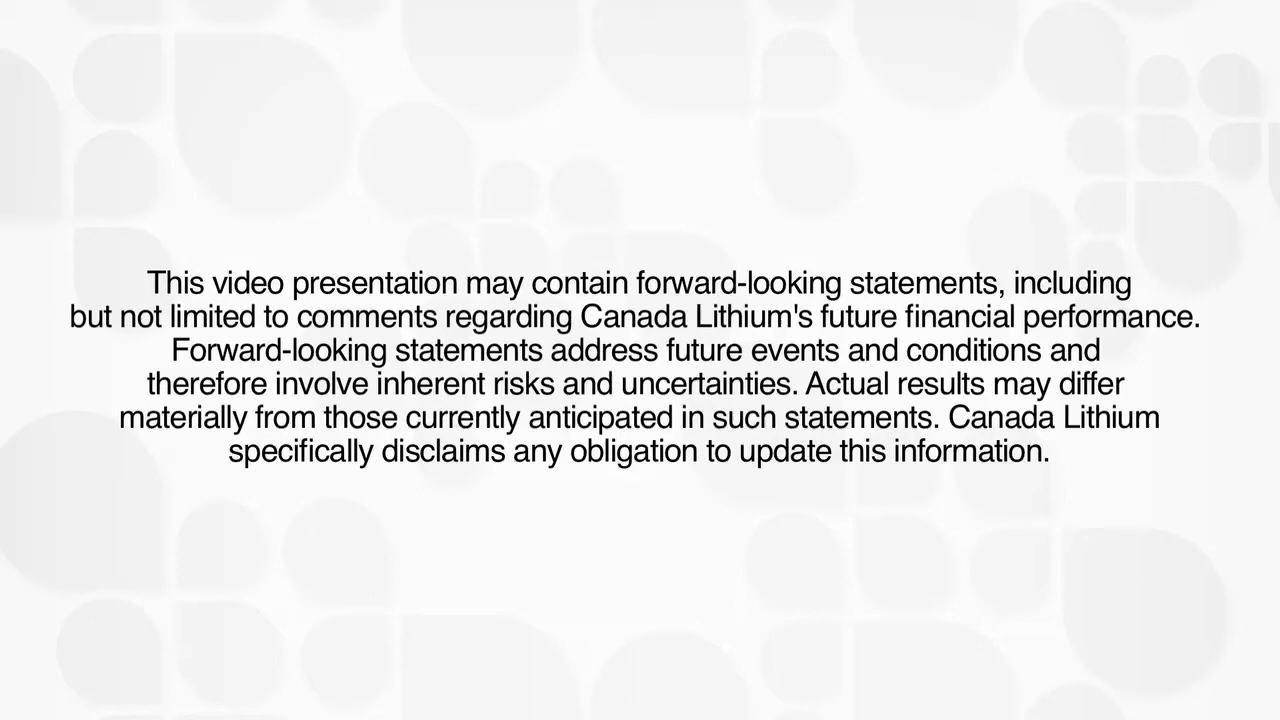 This video presentation may contain forward-looking statements, including
but not limited to comments regarding Canada Lithium's future financial performance.
Forward-looking statements address future events and conditions and
therefore involve inherent risks and uncertainties. Actual results may differ
materially from those currently anticipated in such statements. Canada Lithium
specifically disclaims any obligation to update this information.